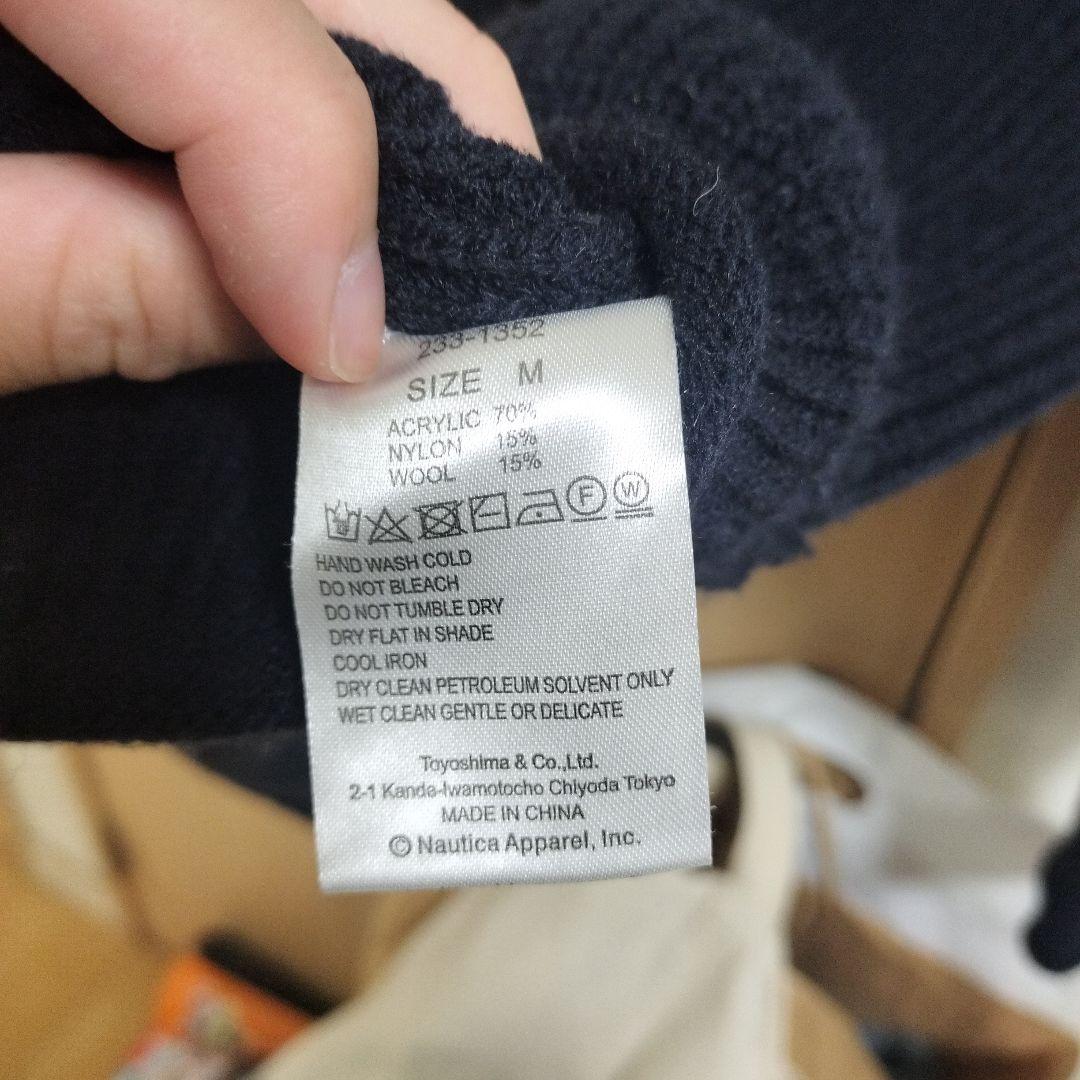 233-1352
SIZE M
ACRYLIC 70%
NYLON 15%
WOOL 15%
F W
HAND WASH COLD
DO NOT BLEACH
DO NOT TUMBLE DRY
DRY FLAT IN SHADE
COOL IRON
DRY CLEAN PETROLEUM SOLVENT ONLY
WET CLEAN GENTLE OR DELICATE
Toyoshima & Co.,Ltd.
2-1 Kanda-Iwamotocho Chiyoda Tokyo
MADE IN CHINA
© Nautica Apparel, Inc.